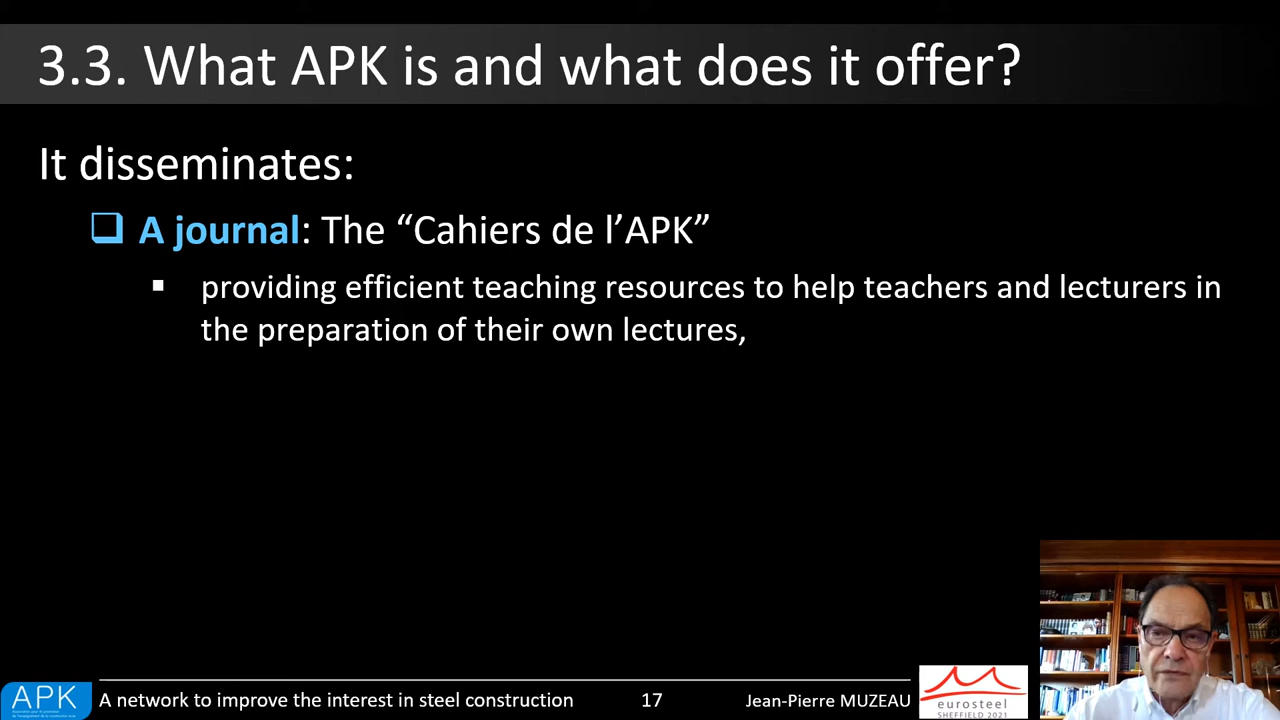 3.3. What APK is and what does it offer?
It disseminates:
A journal: The “Cahiers de l’APK”
providing efficient teaching resources to help teachers and lecturers in
the preparation of their own lectures,
APK
A network to improve the interest in steel construction
17
Jean-Pierre MUZEAU
eurosteel
SHEFFIELD 2021